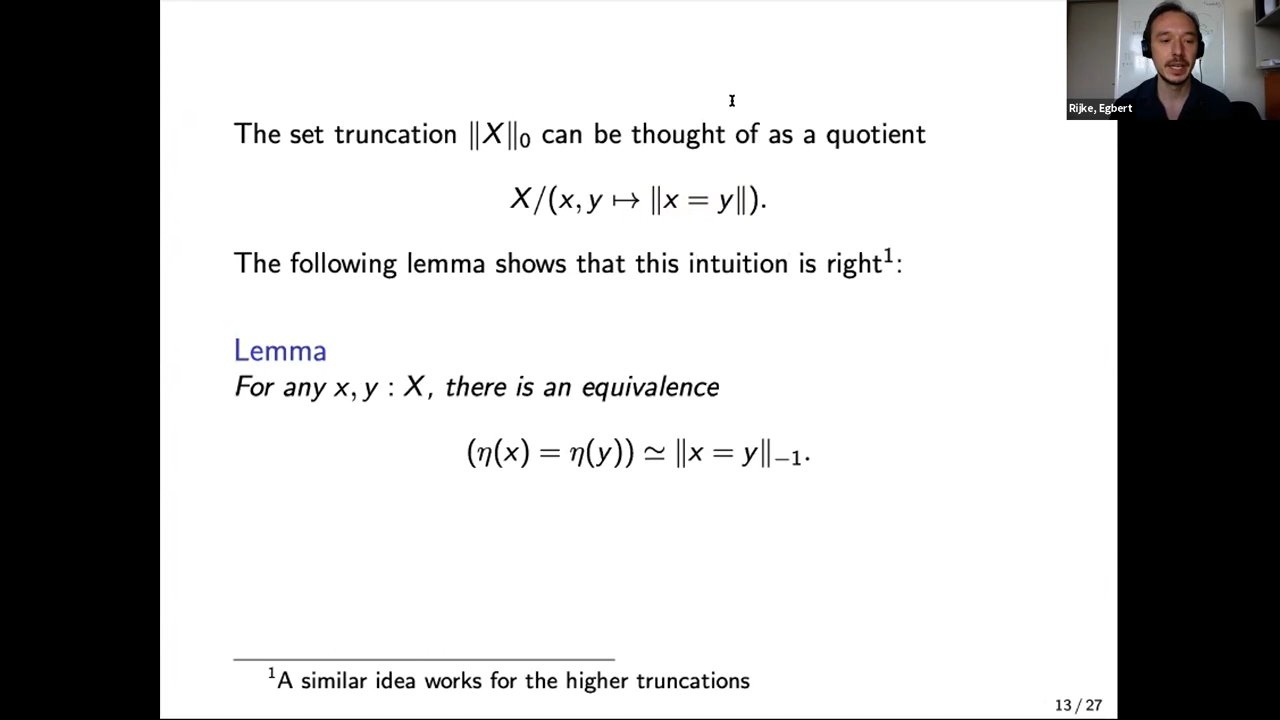 Rijke, Egbert
The set truncation ‖X‖₀ can be thought of as a quotient
X/(x, y ↦ ‖x = y‖).
The following lemma shows that this intuition is right¹:
Lemma
For any x, y : X, there is an equivalence
(η(x) = η(y)) ≃ ‖x = y‖₋₁.
¹A similar idea works for the higher truncations
13 / 27